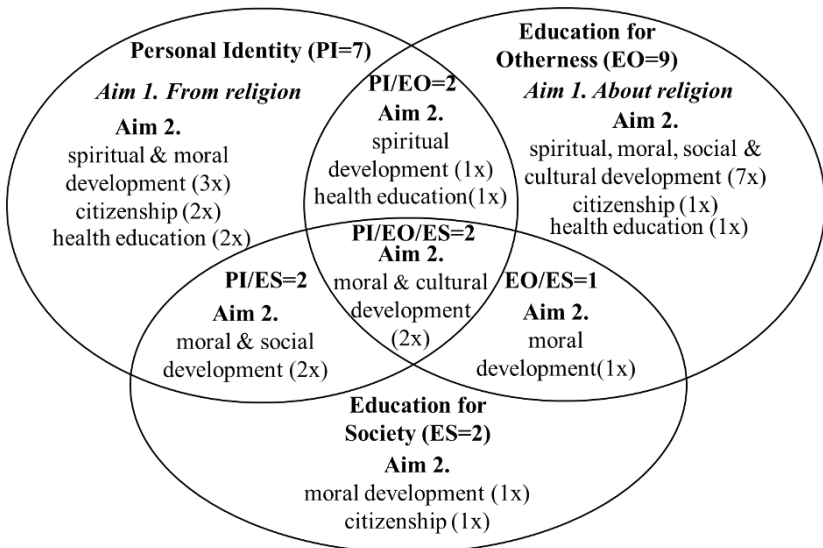 Personal Identity (PI=7)
Aim 1. From religion
Aim 2.
spiritual & moral
development (3x)
citizenship (2x)
health education (2x)
PI/EO=2
Aim 2.
spiritual
development (1x)
health education(1x)
Education for
Otherness (EO=9)
Aim 1. About religion
Aim 2.
spiritual, moral, social &
cultural development (7x)
citizenship (1x)
health education (1x)
PI/ES=2
Aim 2.
moral & social
development (2x)
PI/EO/ES=2
Aim 2.
moral & cultural
development
(2x)
EO/ES=1
Aim 2.
moral
development(1x)
Education for
Society (ES=2)
Aim 2.
moral development (1x)
citizenship (1x)